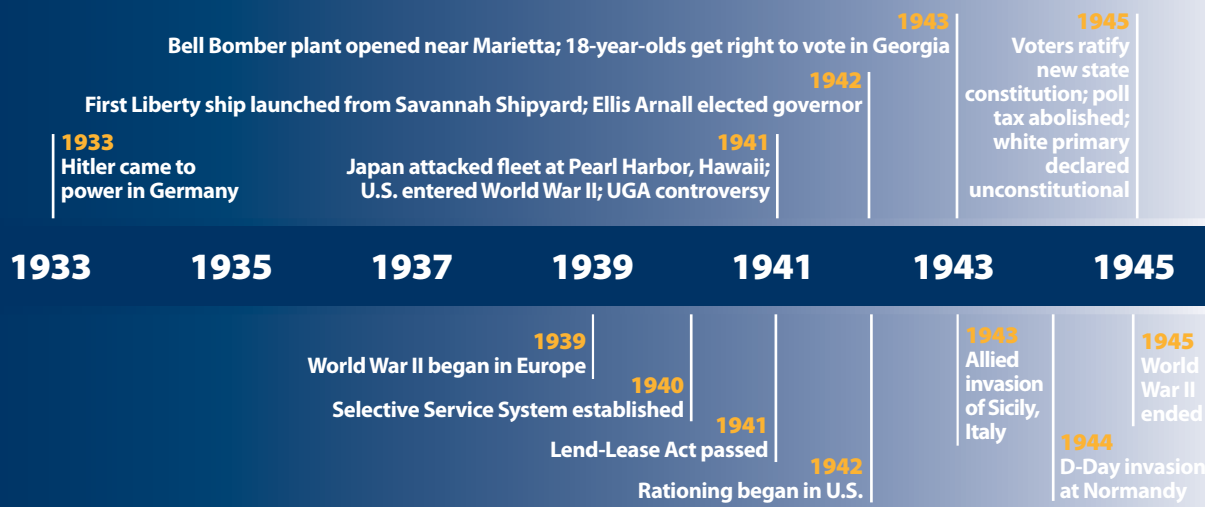 1943
Bell Bomber plant opened near Marietta; 18-year-olds get right to vote in Georgia
1942
First Liberty ship launched from Savannah Shipyard; Ellis Arnall elected governor
1933
Hitler came to
power in Germany
1941
Japan attacked fleet at Pearl Harbor, Hawaii;
U.S. entered World War II; UGA controversy
1945
Voters ratify
new state
constitution; poll
tax abolished;
white primary
declared
unconstitutional
1933 1935 1937 1939 1941 1943 1945
1939
World War II began in Europe
1940
Selective Service System established
1941
Lend-Lease Act passed
1942
Rationing began in U.S.
1943
Allied
invasion
of Sicily,
Italy
1944
D-Day invasion
at Normandy
1945
World
War II
ended